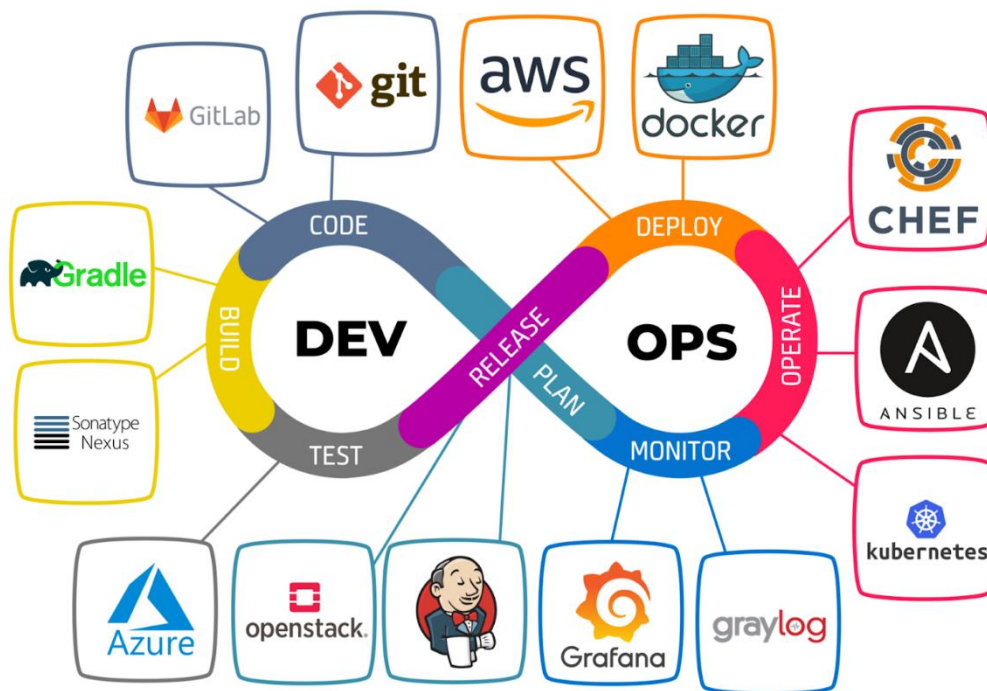 GitLab
git
aws
docker
CHEF
Gradle
CODE
DEPLOY
BUILD
DEV
RELEASE
PLAN
OPS
OPERATE
ANSIBLE
Sonatype
Nexus
TEST
MONITOR
kubernetes
Azure
openstack.
Grafana
graylog